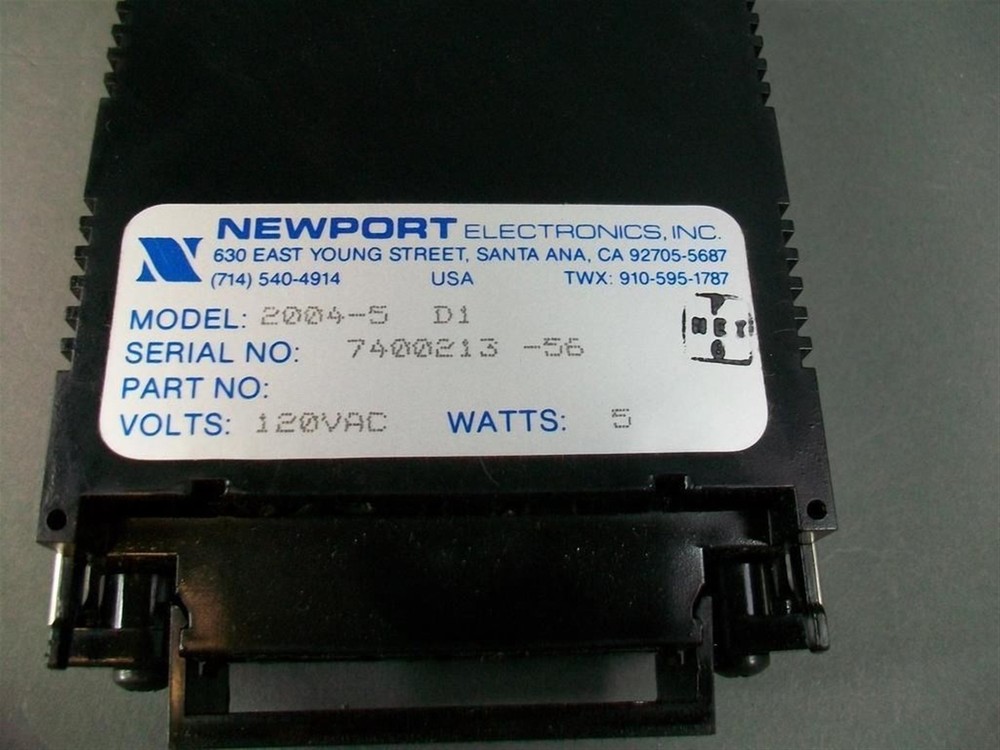 NEWPORT ELECTRONICS, INC.
630 EAST YOUNG STREET, SANTA ANA, CA 92705-5687
(714) 540-4914 USA TWX: 910-595-1787
MODEL: 2004-5 D1
SERIAL NO: 7400213 -56
PART NO:
VOLTS: 120VAC WATTS: 5